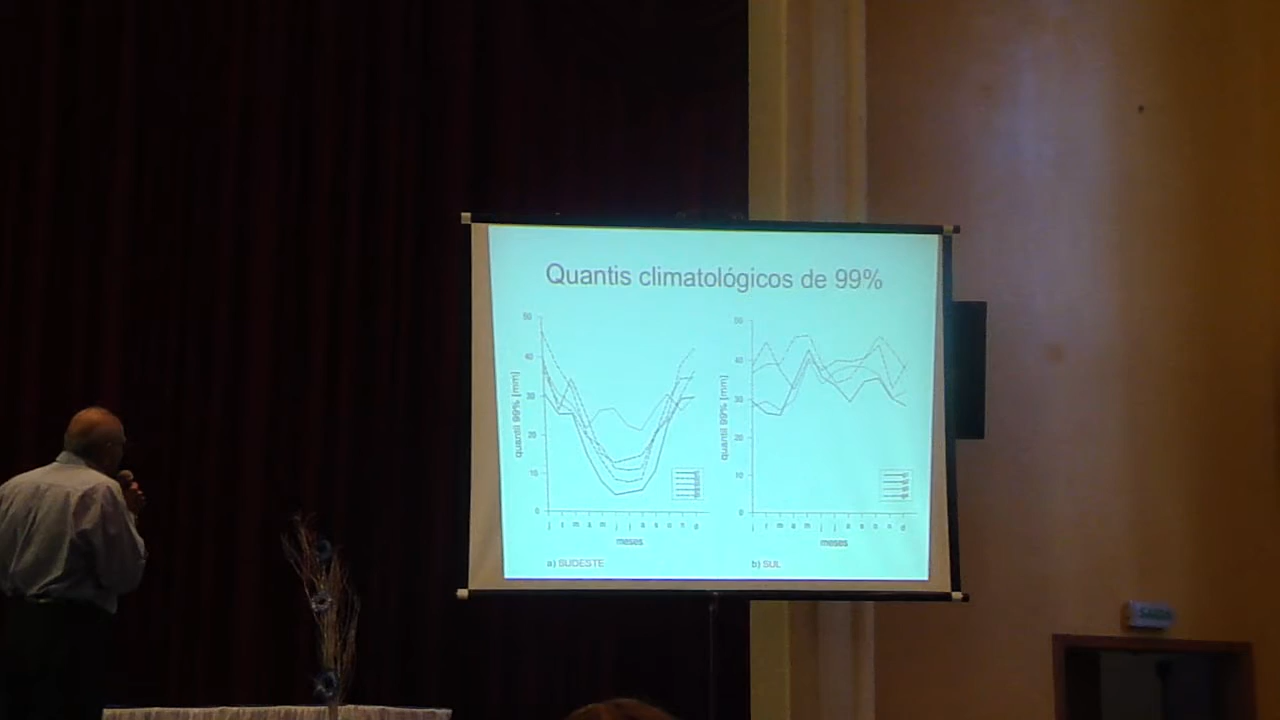 Quantis climatológicos de 99%
50
40
30
20
10
0
quantil 99% [mm]
j f m a m j j a s o n d
meses
a) SUDESTE
50
40
30
20
10
0
quantil 99% [mm]
j f m a m j j a s o n d
meses
b) SUL
SAÍDA